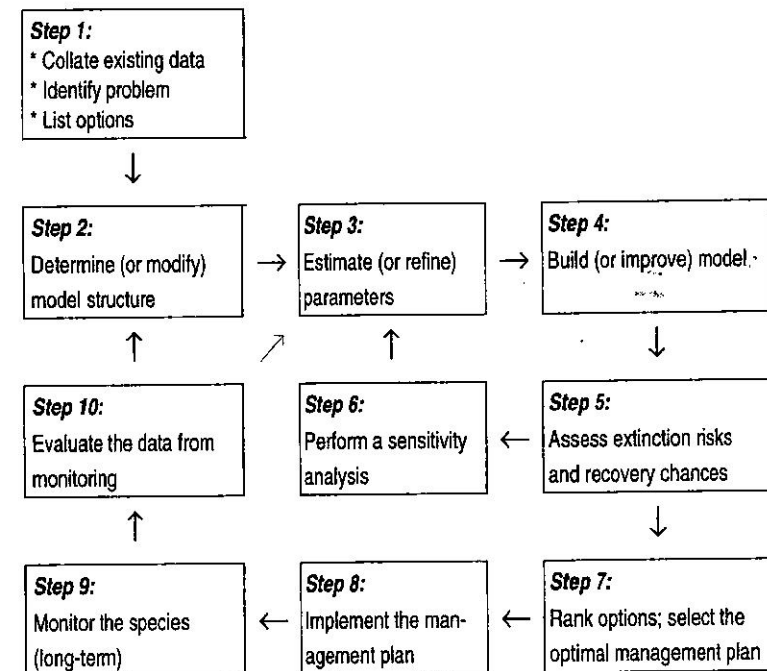 Step 1:
* Collate existing data
* Identify problem
* List options
Step 2:
Determine (or modify)
model structure
Step 3:
Estimate (or refine)
parameters
Step 4:
Build (or improve) model
Step 10:
Evaluate the data from
monitoring
Step 6:
Perform a sensitivity
analysis
Step 5:
Assess extinction risks
and recovery chances
Step 9:
Monitor the species
(long-term)
Step 8:
Implement the man-
agement plan
Step 7:
Rank options; select the
optimal management plan